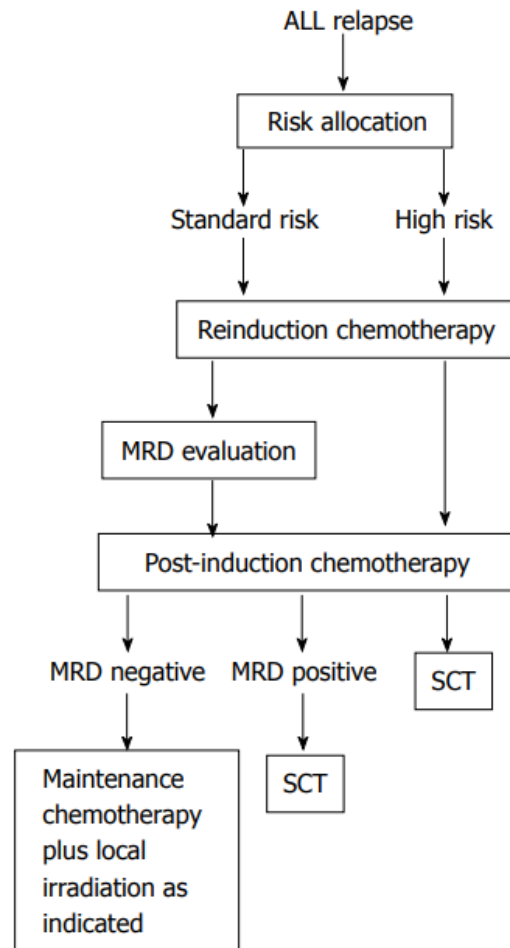 ALL relapse
Risk allocation
Standard risk
High risk
Reinduction chemotherapy
MRD evaluation
Post-induction chemotherapy
MRD negative
MRD positive
SCT
Maintenance
chemotherapy
plus local
irradiation as
indicated
SCT